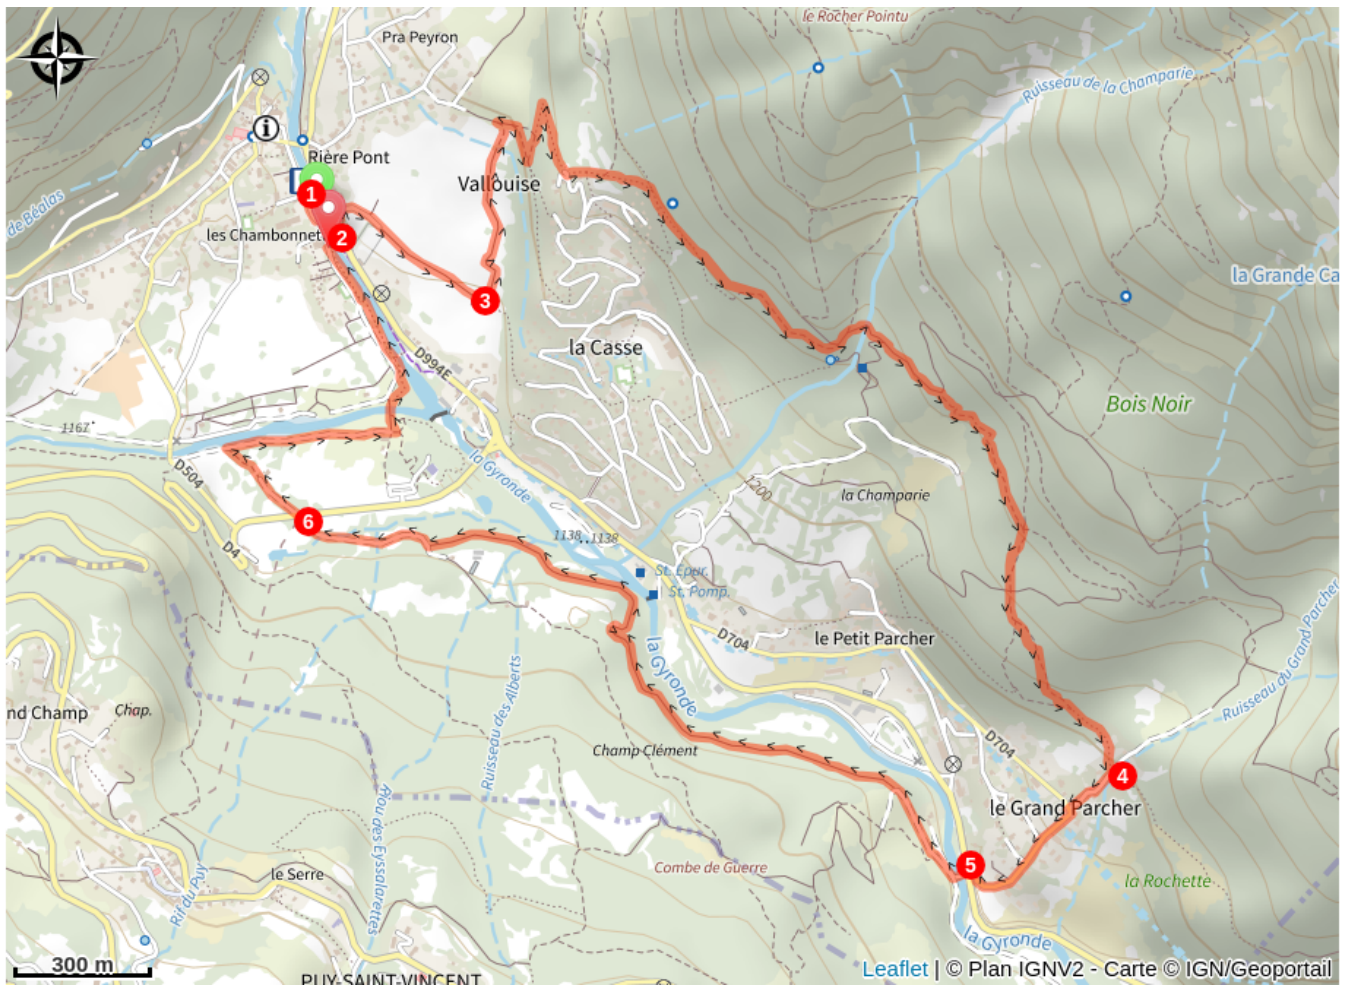 le Rocher Pointu
Pra Peyron
Ruisseau de la Champarie
i
Rière Pont
1
Vallouise
de Béalas
les Chambonnet
2
la Grande Ca
3
la Casse
D994E
Bois Noir
1167
D504
la Gyronde
1200
la Champarie
6
1138
1138
D4
St. Epur.
St. Pomp.
D704
le Petit Parcher
Ruisseau du Grand Parcher
la Gyronde
Ruisseau des Alberts
nd Champ
Chap.
Champ Clément
D704
4
le Grand Parcher
Riou des Eyssalarettes
5
Combe de Guerre
la Rochette
le Serre
Rif du Puy
la Gyronde
300 m
PUY-SAINT-VINCENT
Leaflet | © Plan IGNV2 - Carte © IGN/Geoportail